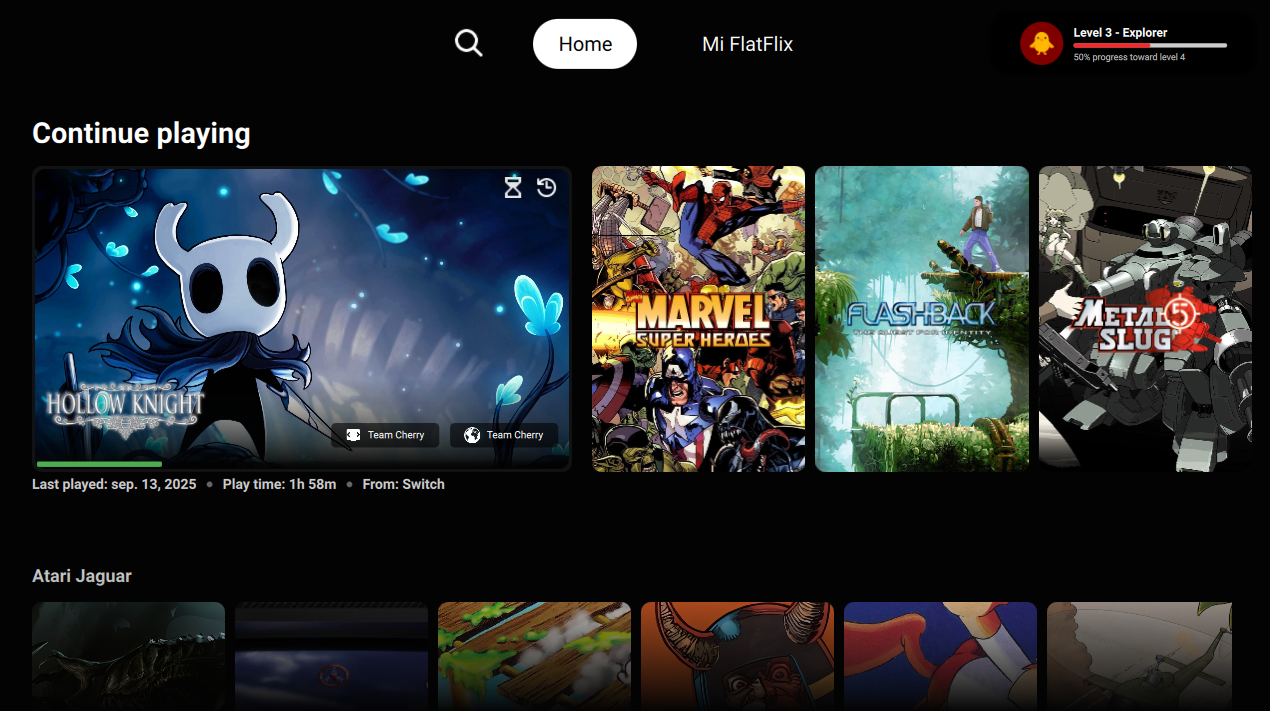 Home
Mi FlatFlix
Level 3 - Explorer
50% progress toward level 4
Continue playing
HOLLOW KNIGHT
Team Cherry
Team Cherry
MARVEL
SUPER HEROES
FLASHBACK
THE QUEST FOR IDENTITY
METAL
SLUG
5
Last played: sep. 13, 2025 • Play time: 1h 58m • From: Switch
Atari Jaguar